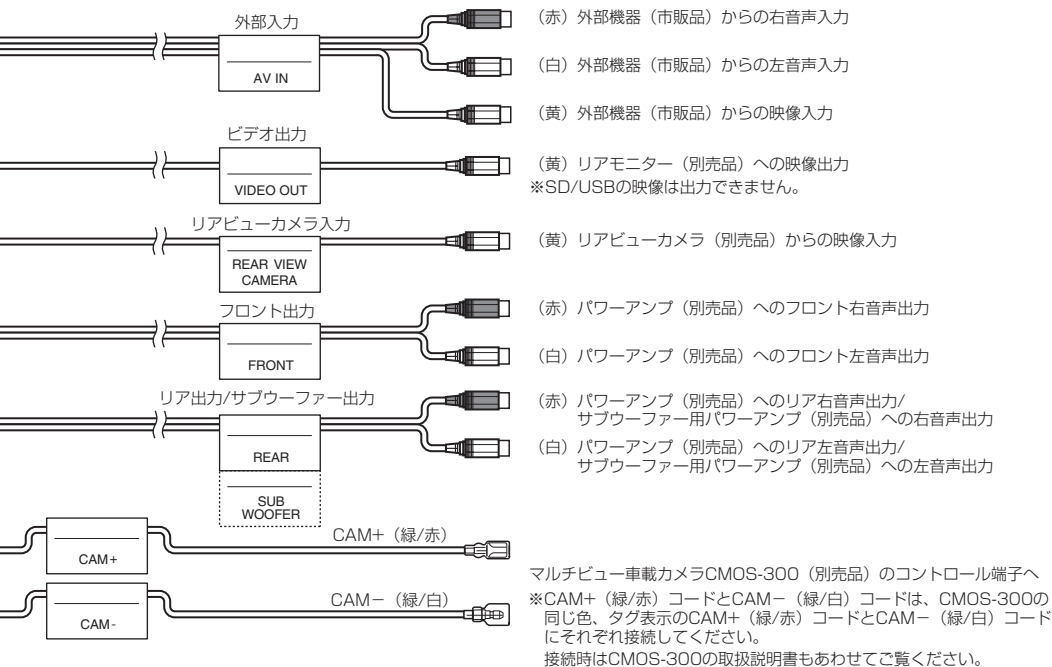 外部入力
AV IN
（赤）外部機器（市販品）からの右音声入力
（白）外部機器（市販品）からの左音声入力
（黄）外部機器（市販品）からの映像入力
ビデオ出力
VIDEO OUT
（黄）リアモニター（別売品）への映像出力
※SD/USBの映像は出力できません。
リアビューカメラ入力
REAR VIEW
CAMERA
（黄）リアビューカメラ（別売品）からの映像入力
フロント出力
FRONT
（赤）パワーアンプ（別売品）へのフロント右音声出力
（白）パワーアンプ（別売品）へのフロント左音声出力
リア出力/サブウーファー出力
REAR
SUB
WOOFER
（赤）パワーアンプ（別売品）へのリア右音声出力/
サブウーファー用パワーアンプ（別売品）への右音声出力
（白）パワーアンプ（別売品）へのリア左音声出力/
サブウーファー用パワーアンプ（別売品）への左音声出力
CAM+
CAM+（緑/赤）
CAM-
CAM−（緑/白）
マルチビュー車載カメラCMOS-300（別売品）のコントロール端子へ
※CAM+（緑/赤）コードとCAM−（緑/白）コードは、CMOS-300の
同じ色、タグ表示のCAM+（緑/赤）コードとCAM−（緑/白）コード
にそれぞれ接続してください。
接続時はCMOS-300の取扱説明書もあわせてご覧ください。